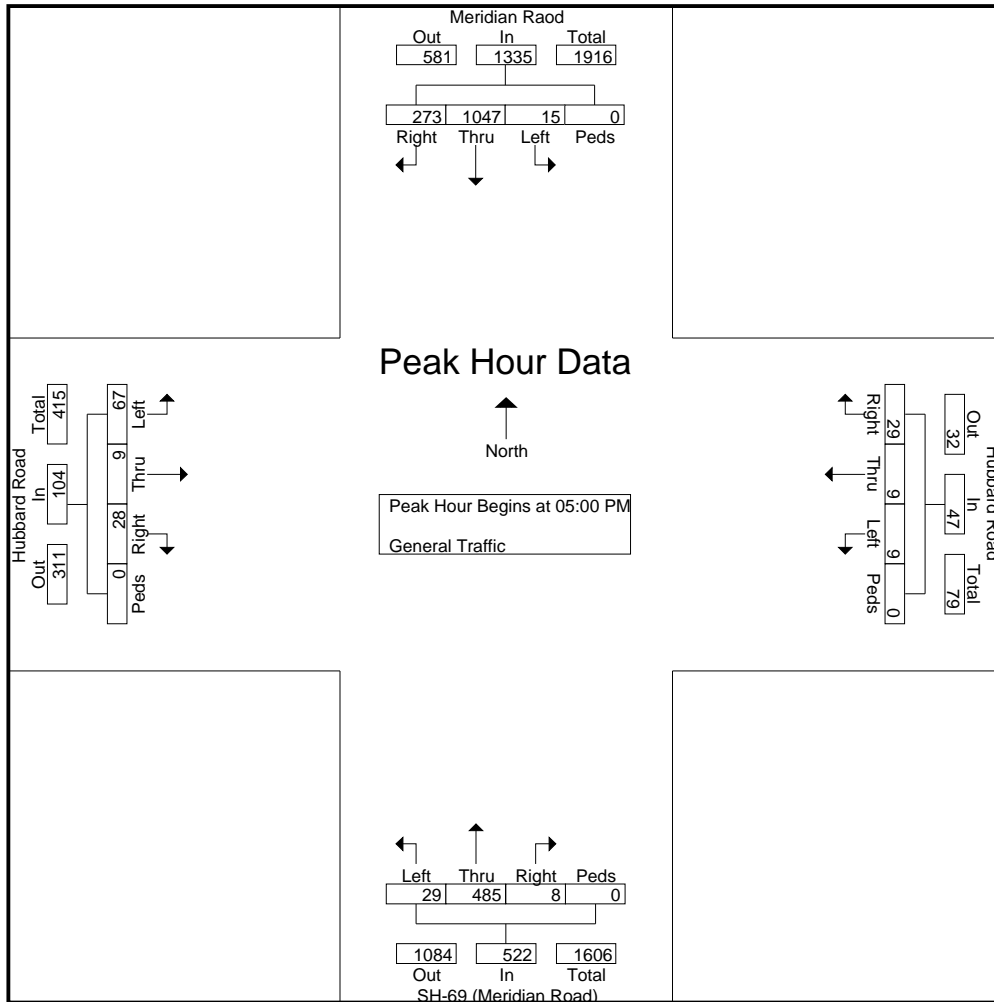 Meridian Raod
Out In Total
581 1335 1916
273 1047 15 0
Right Thru Left Peds
Peak Hour Data
North
Peak Hour Begins at 05:00 PM
General Traffic
Hubbard Road
Total In Out
415 104 311
67 9 28 0
Left Thru Right Peds
Right Thru Left Peds
29 9 9 0
Out In Total
32 47 79
Hubbard Road
Left Thru Right Peds
29 485 8 0
1084 522 1606
Out In Total
SH-69 (Meridian Road)